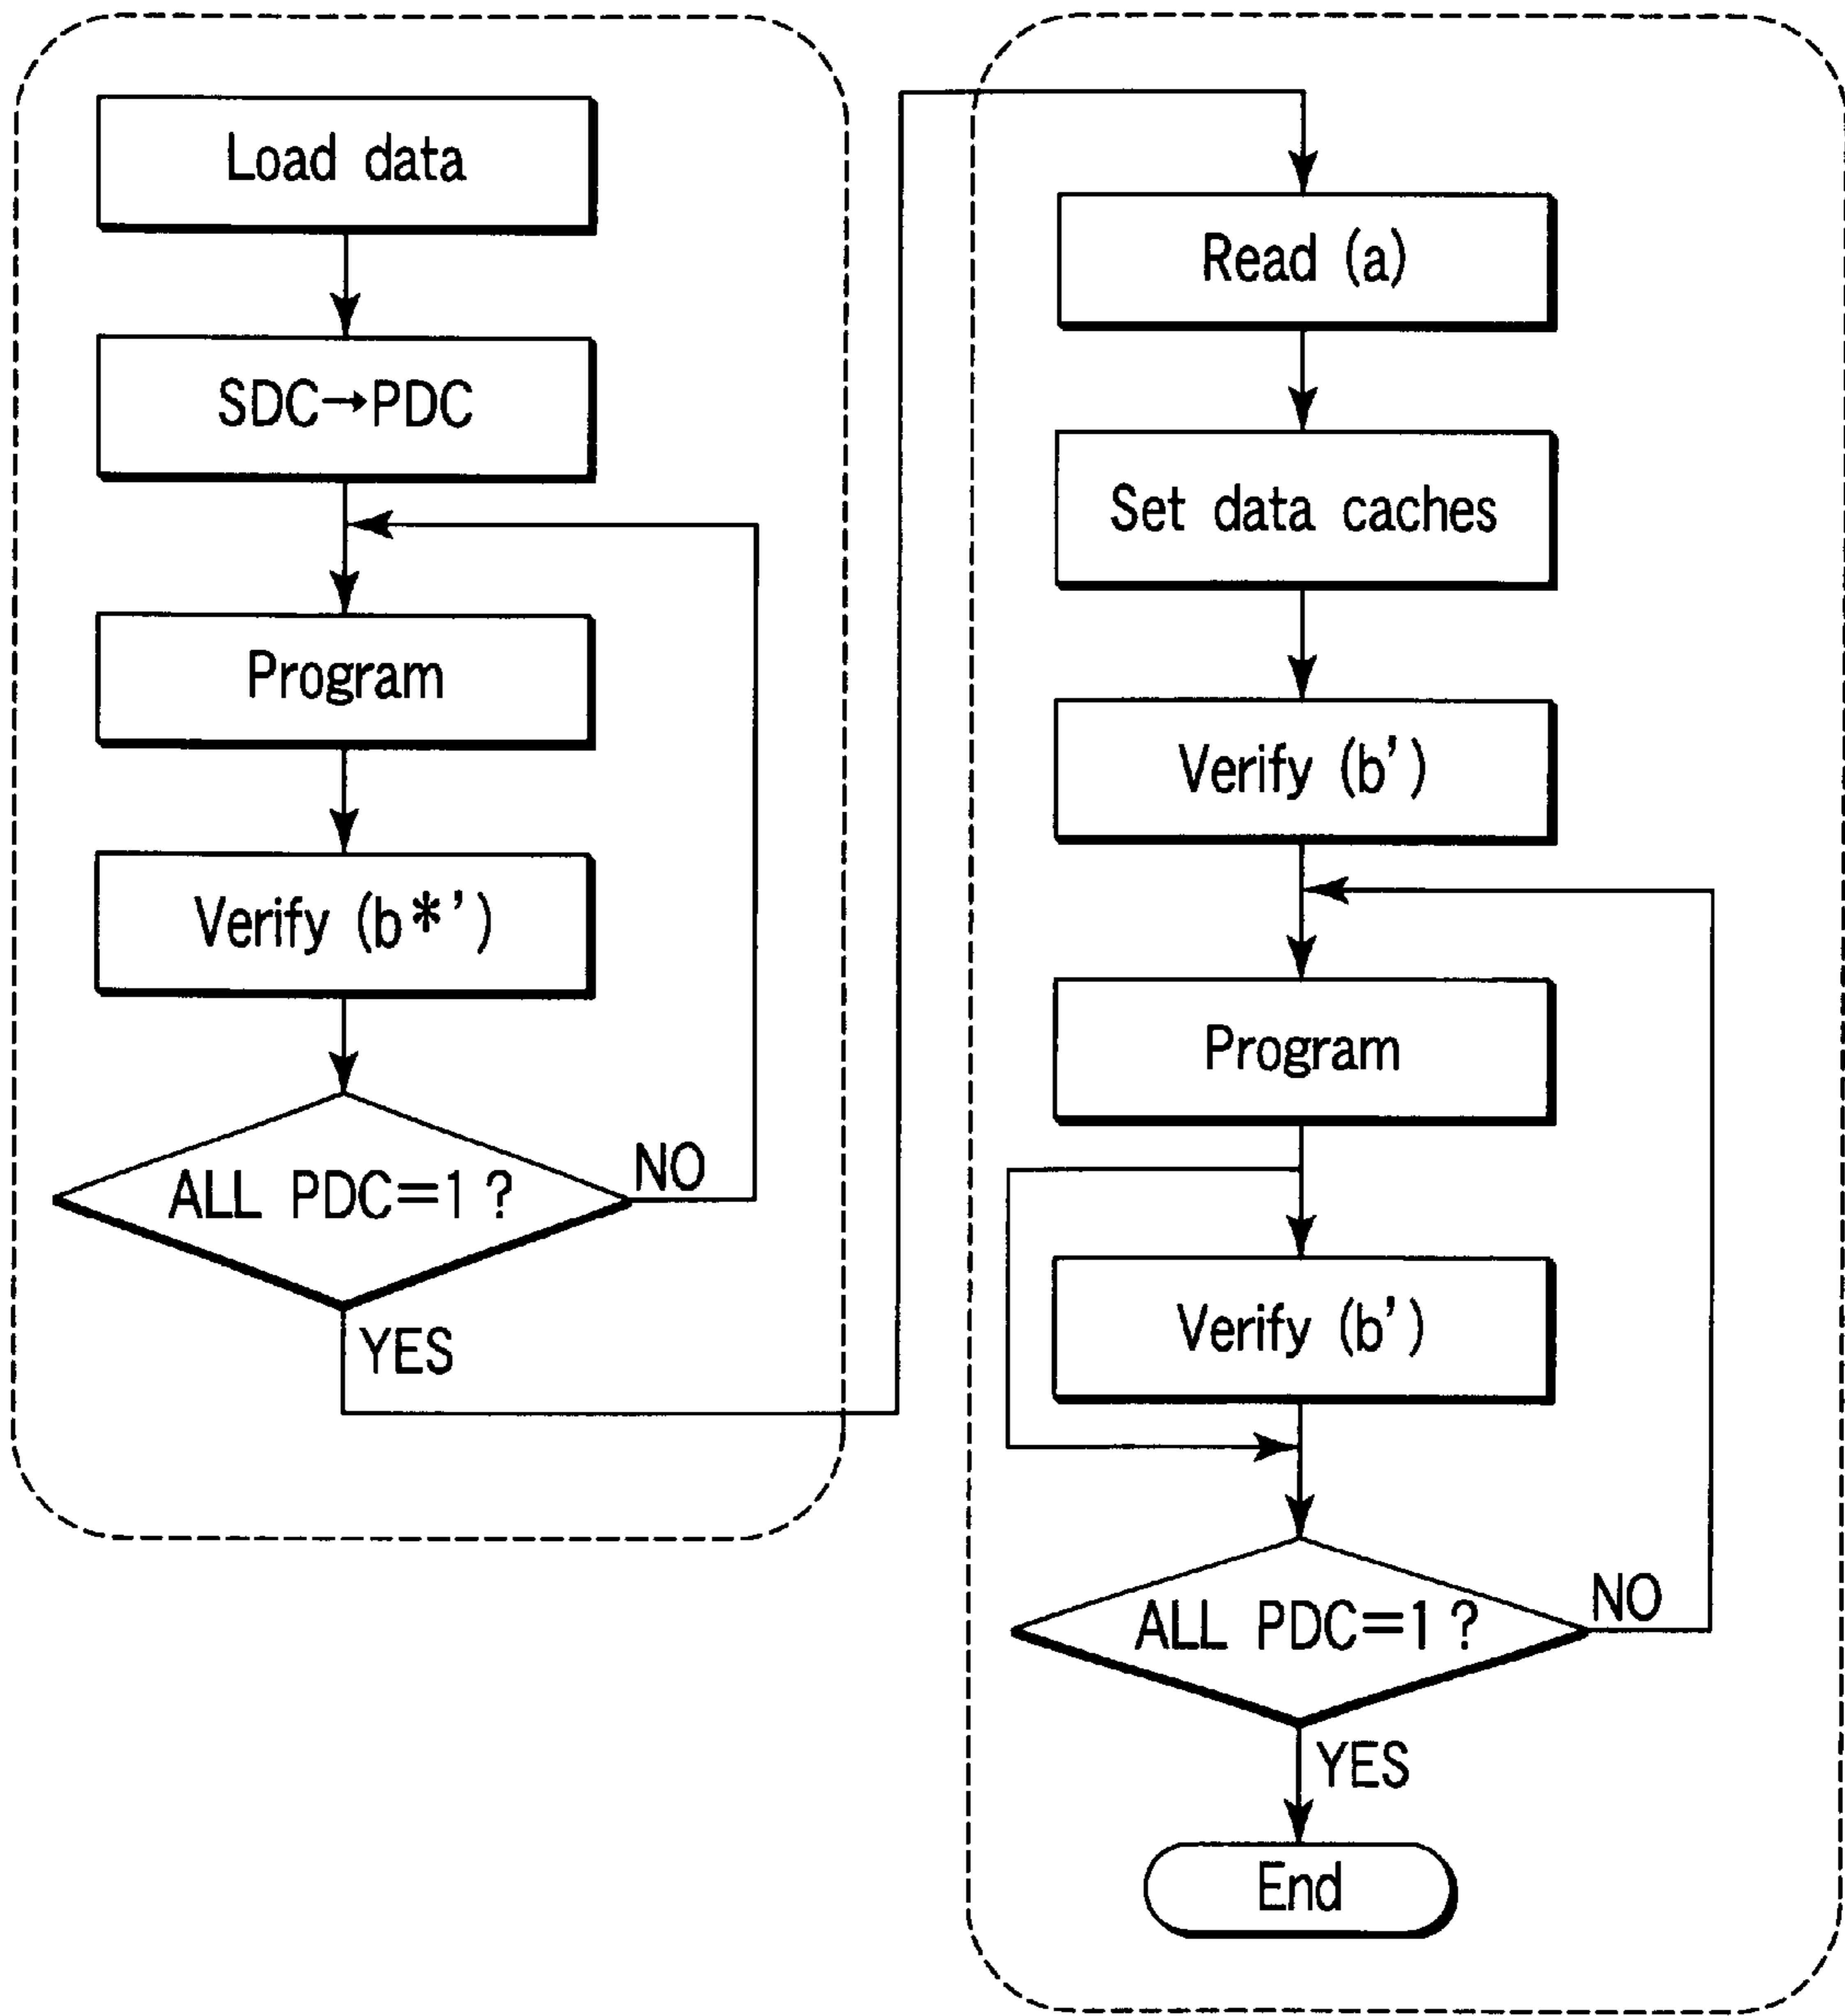 Load data
SDC→PDC
Program
Verify (b*')
ALL PDC=1 ?
NO
YES
Read (a)
Set data caches
Verify (b')
Program
Verify (b')
ALL PDC=1 ?
NO
YES
End